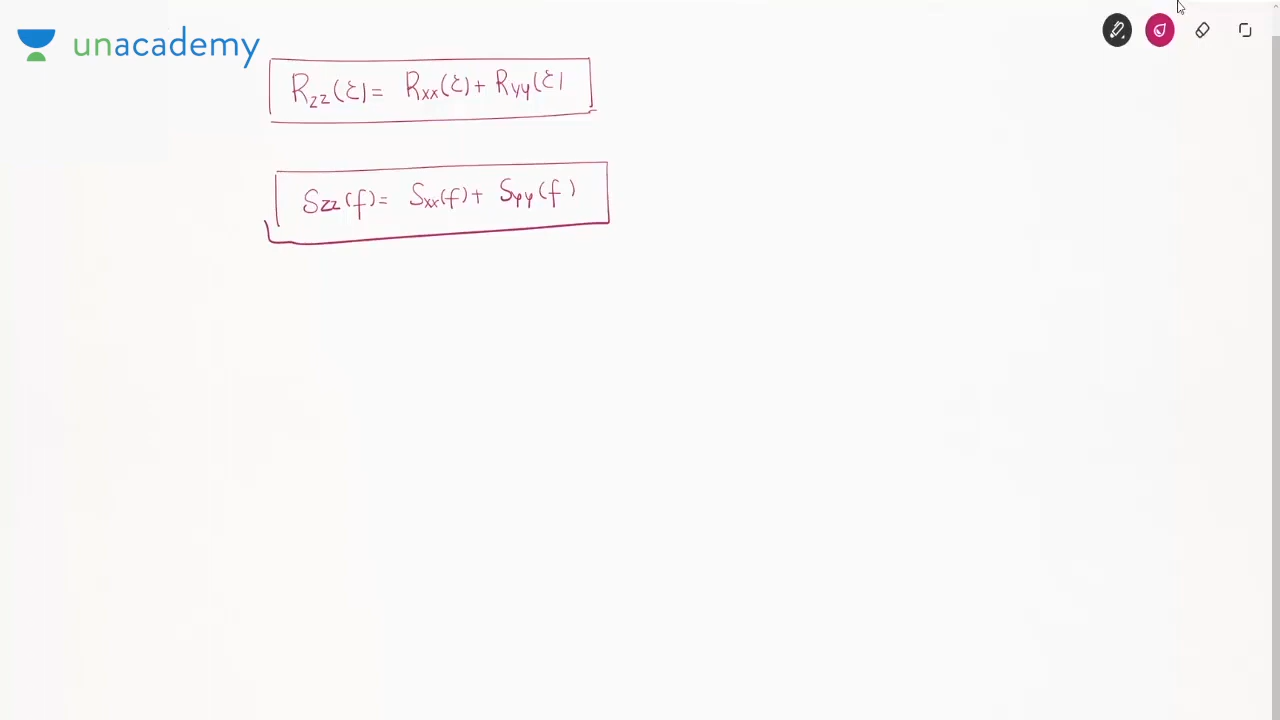 unacademy
Rzz(τ) = Rxx(τ) + Ryy(τ)
Szz(f) = Sxx(f) + Syy(f)